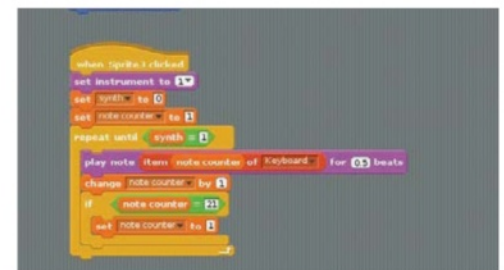 when Sprite3 clicked
set instrument to 1
set synth to 0
set note counter to 1
repeat until synth = 1
play note item note counter of Keyboard for 0.5 beats
change note counter by 1
if note counter = 21
set note counter to 1